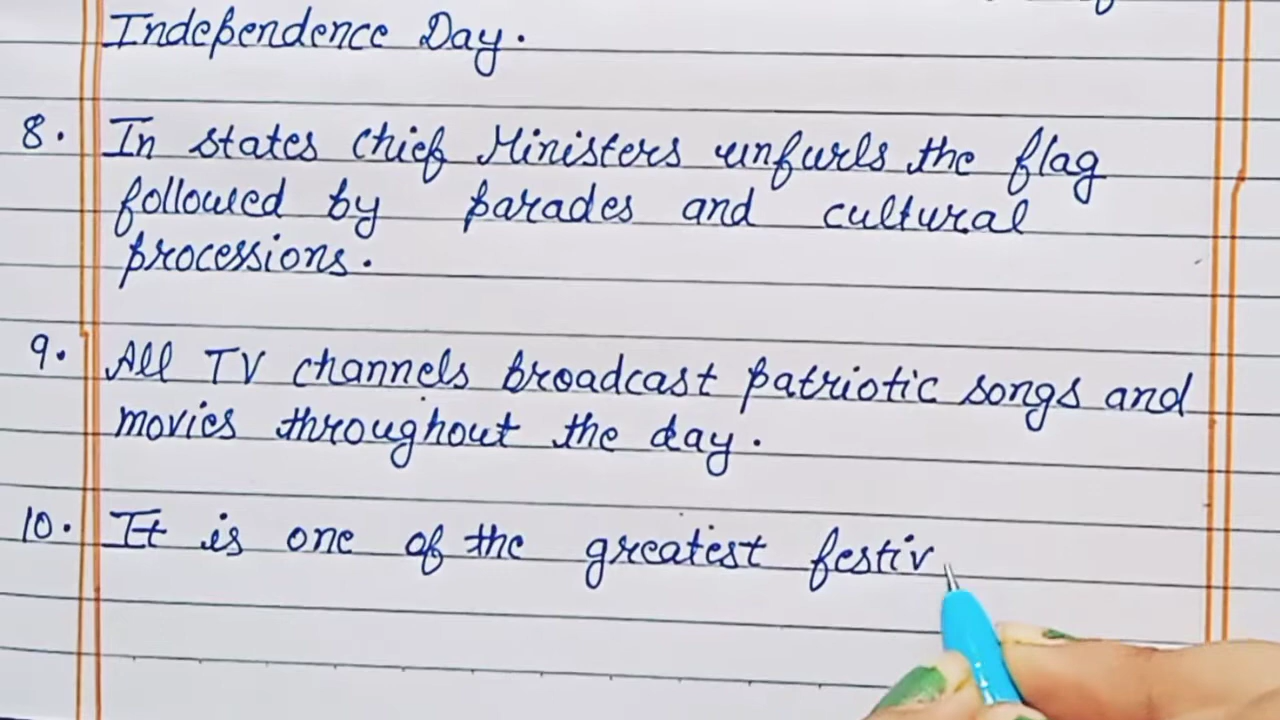 Independence Day.
8. In states Chief Ministers unfurls the flag
followed by parades and cultural
processions.
9. All TV channels broadcast patriotic songs and
movies throughout the day.
10. It is one of the greatest festiv